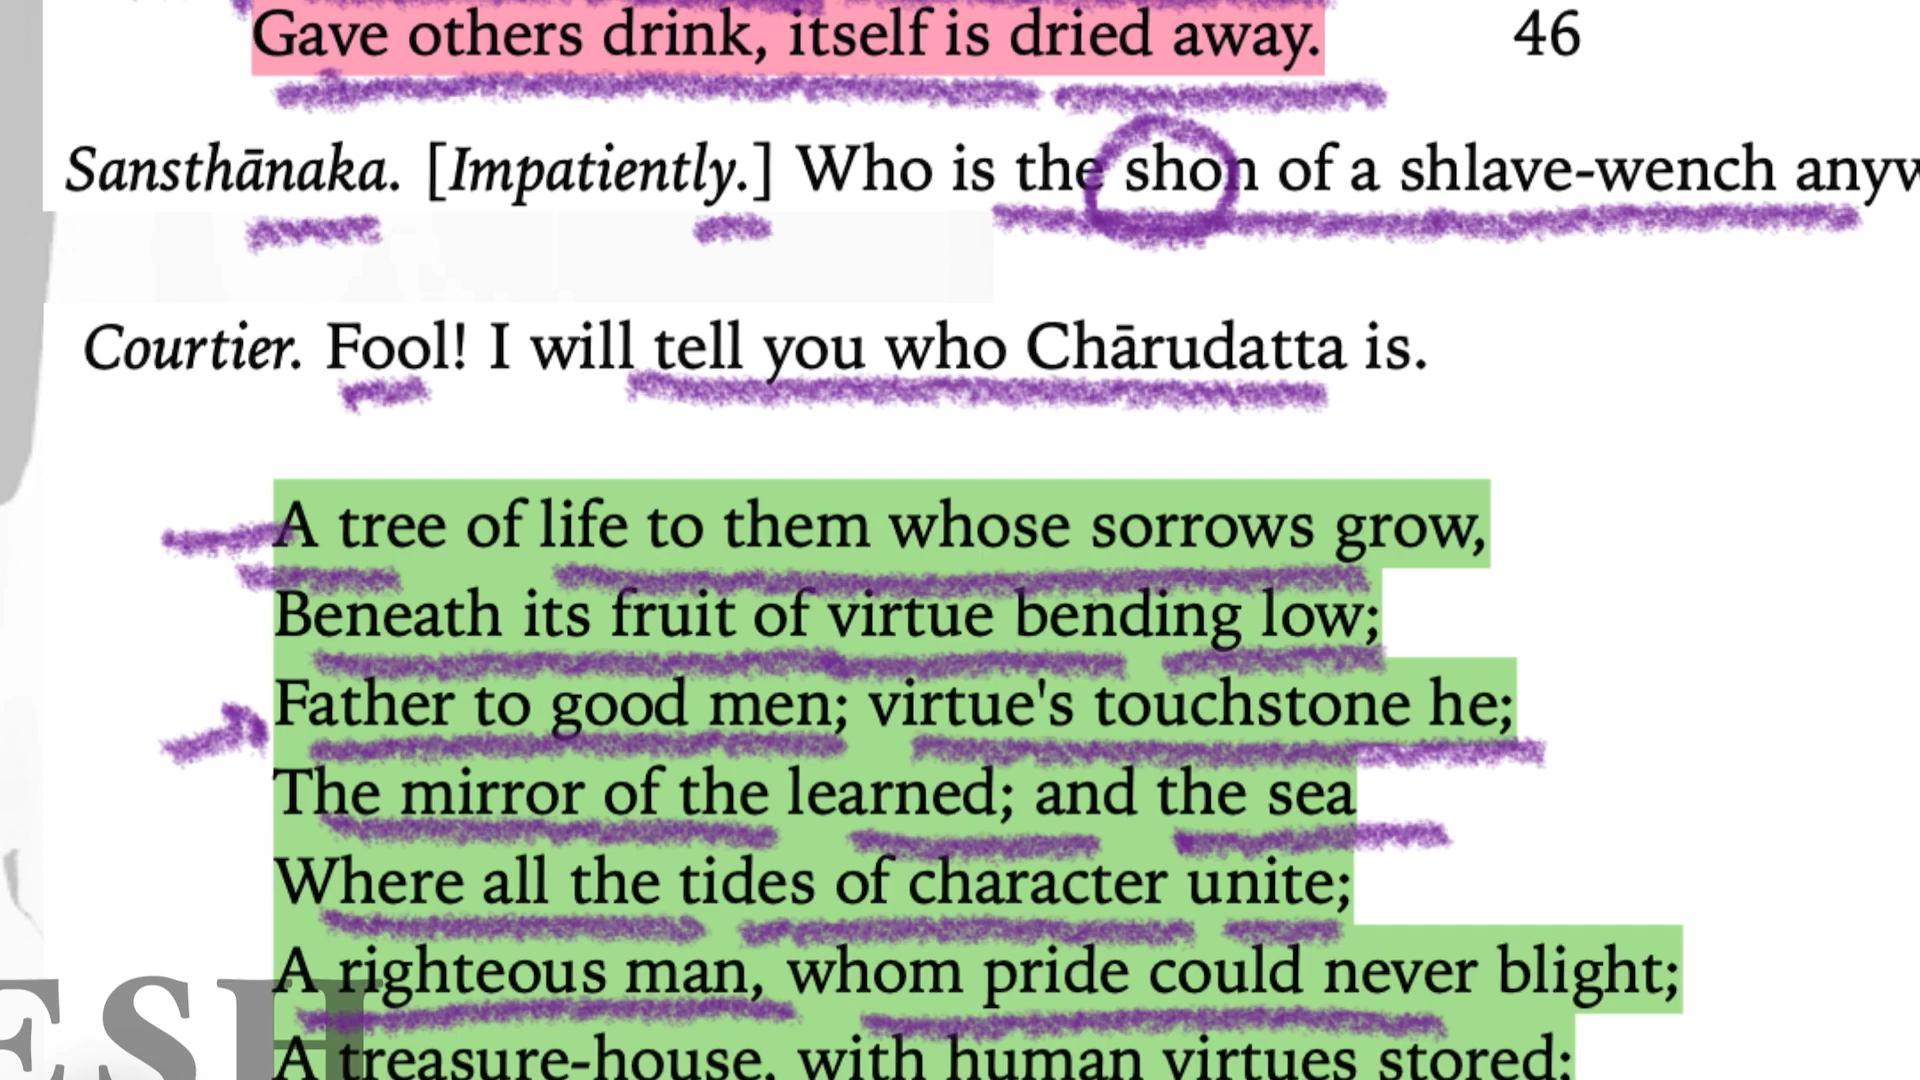 Gave others drink, itself is dried away. 46
Sansthānaka. [Impatiently.] Who is the shon of a shlave-wench anyw
Courtier. Fool! I will tell you who Chārudatta is.
A tree of life to them whose sorrows grow,
Beneath its fruit of virtue bending low;
Father to good men; virtue's touchstone he;
The mirror of the learned; and the sea
Where all the tides of character unite;
A righteous man, whom pride could never blight;
A treasure-house, with human virtues stored;
ESH